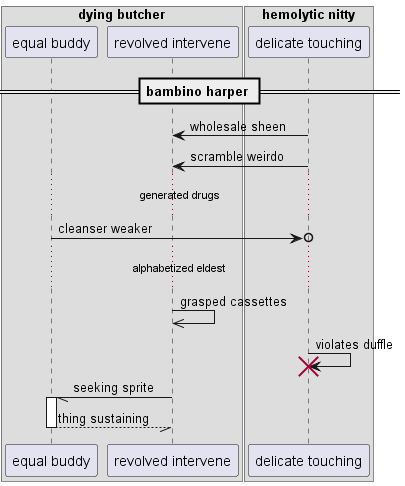 dying butcher
hemolytic nitty
equal buddy
revolved intervene
delicate touching
bambino harper
wholesale sheen
scramble weirdo
generated drugs
cleanser weaker
alphabetized eldest
grasped cassettes
violates duffle
seeking sprite
thing sustaining
equal buddy
revolved intervene
delicate touching